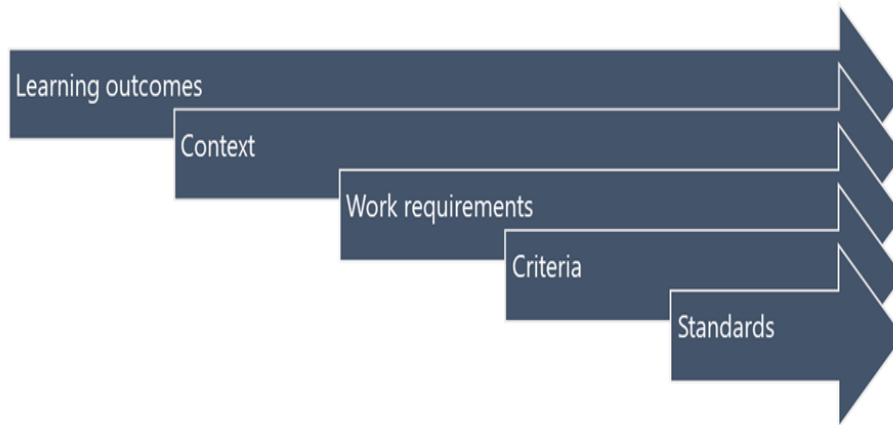 Learning outcomes
Context
Work requirements
Criteria
Standards